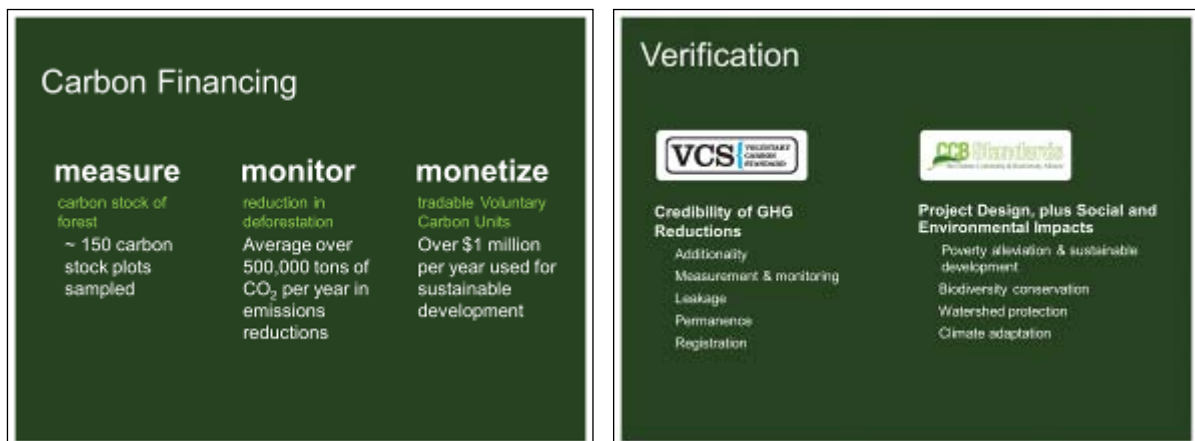 Carbon Financing
measure
carbon stock of
forest
~ 150 carbon
stock plots
sampled
monitor
reduction in
deforestation
Average over
500,000 tons of
CO₂ per year in
emissions
reductions
monetize
tradable Voluntary
Carbon Units
Over $1 million
per year used for
sustainable
development
Verification
VCS
VOLUNTARY
CARBON
STANDARD
Credibility of GHG
Reductions
Additionality
Measurement & monitoring
Leakage
Permanence
Registration
CCB Standards
Project Design, plus Social and
Environmental Impacts
Poverty alleviation & sustainable
development
Biodiversity conservation
Watershed protection
Climate adaptation